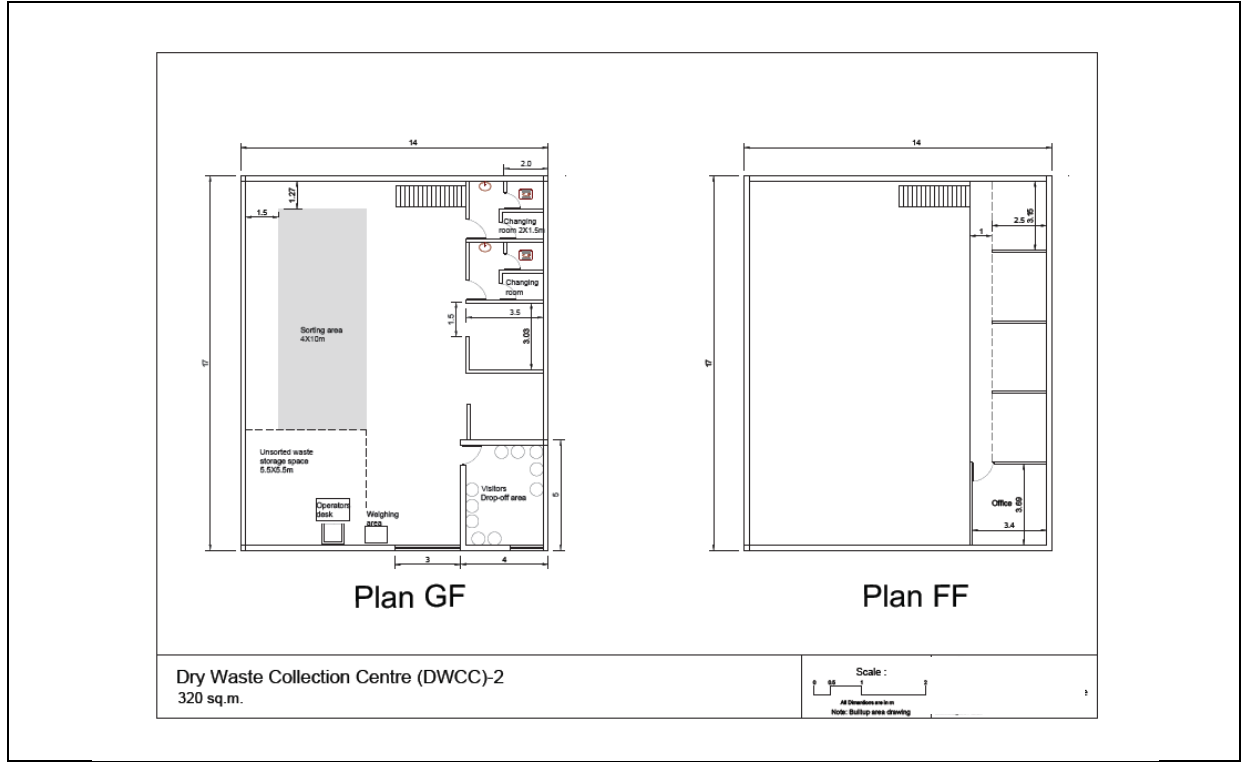 14
2.0
1.27
1.5
Changing
room 2X1.5m
Changing
room
3.5
1.5
3.03
Sorting area
4X10m
17
Unsorted waste
storage space
5.5X5.5m
Visitors
Drop-off area
5
Operators
desk
Weighing
area
3
4
Plan GF
14
2.5
3.15
1
17
Office
3.69
3.4
Plan FF
Dry Waste Collection Centre (DWCC)-2
320 sq.m.
Scale :
0 0.5 1 2
All Dimentions are in m
Note: Builtup area drawing